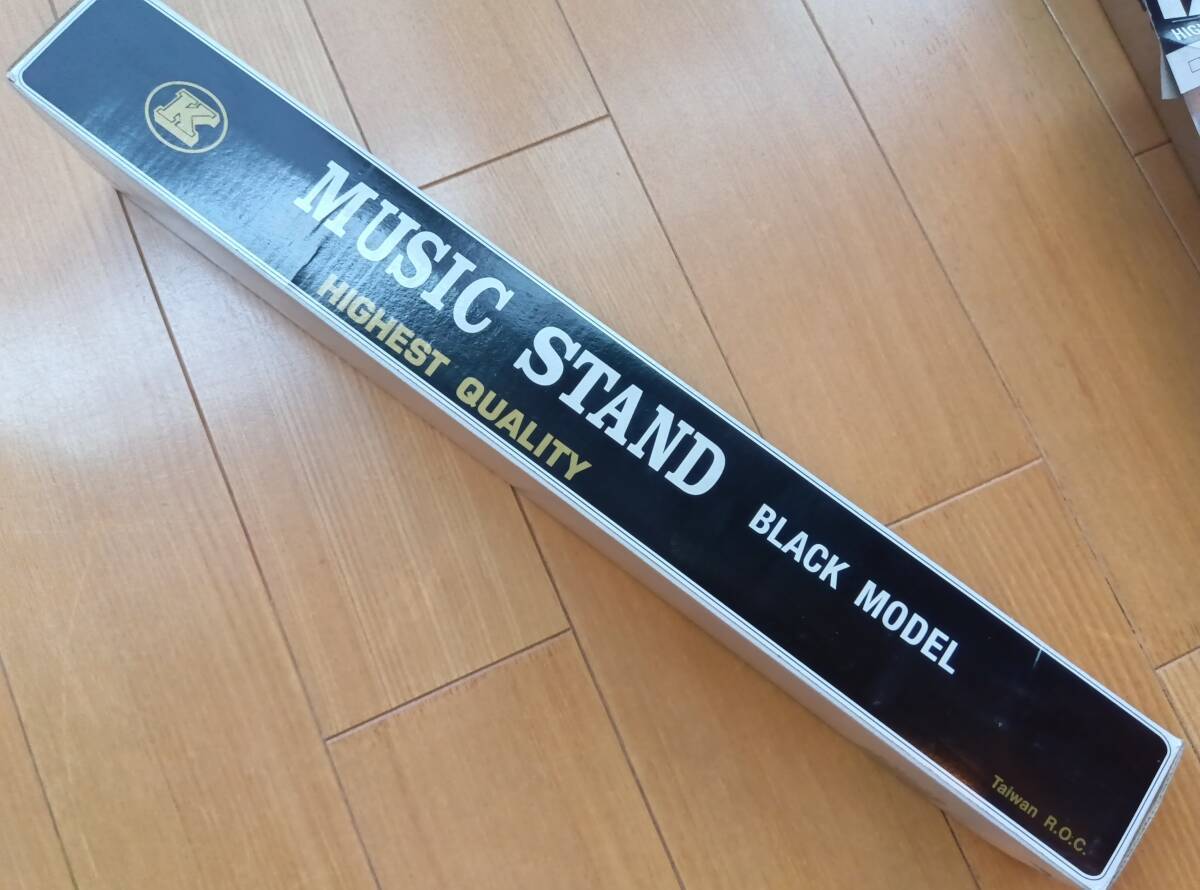 K
MUSIC STAND
HIGHEST QUALITY
BLACK MODEL
Taiwan R.O.C.